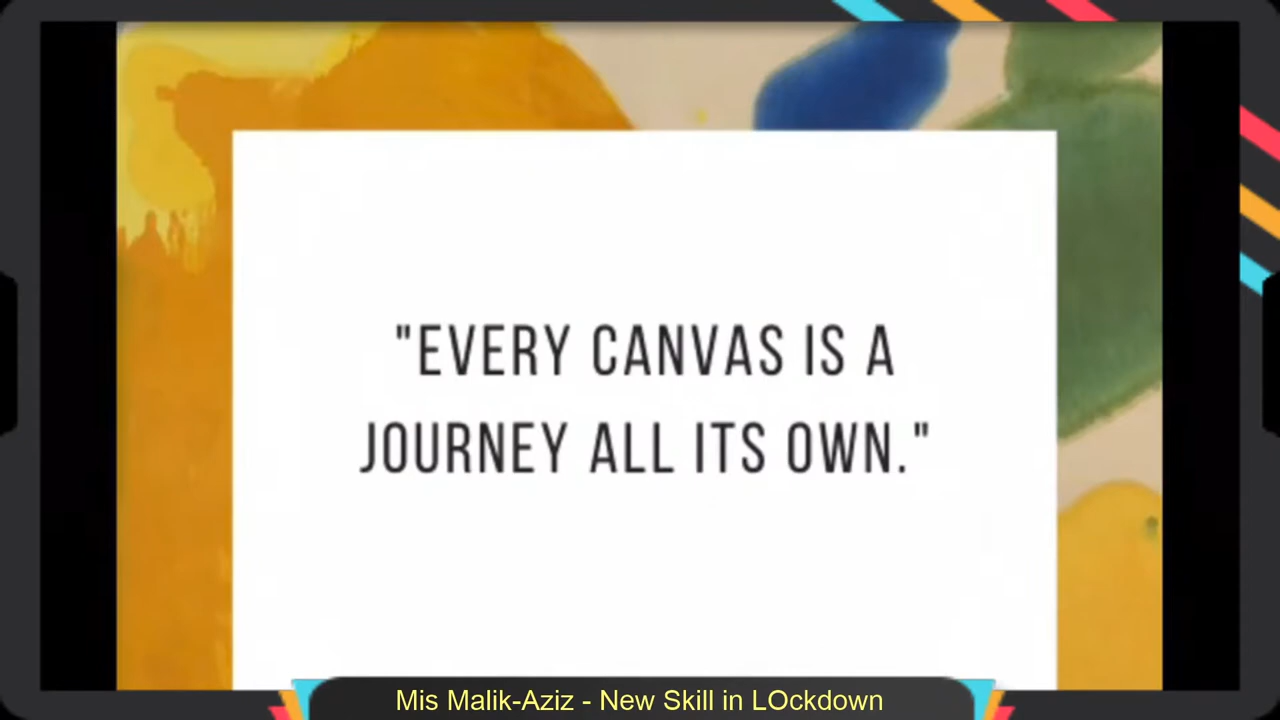 "EVERY CANVAS IS A
JOURNEY ALL ITS OWN."
Mis Malik-Aziz - New Skill in LOckdown